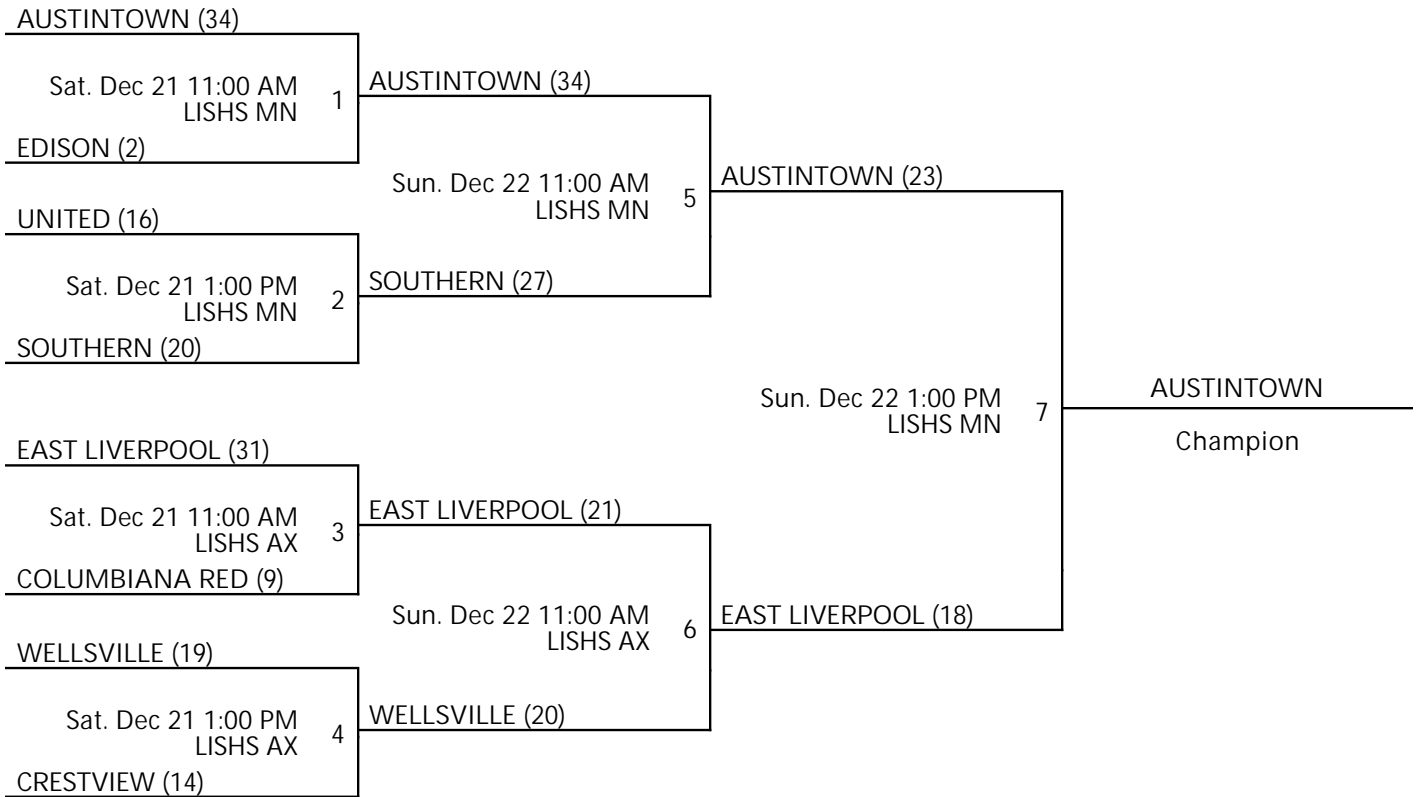 AUSTINTOWN (34)
Sat. Dec 21 11:00 AM
LISHS MN
1
EDISON (2)
UNITED (16)
Sat. Dec 21 1:00 PM
LISHS MN
2
SOUTHERN (20)
EAST LIVERPOOL (31)
Sat. Dec 21 11:00 AM
LISHS AX
3
COLUMBIANA RED (9)
WELLSVILLE (19)
Sat. Dec 21 1:00 PM
LISHS AX
4
CRESTVIEW (14)
AUSTINTOWN (34)
Sun. Dec 22 11:00 AM
LISHS MN
5
SOUTHERN (27)
EAST LIVERPOOL (21)
Sun. Dec 22 11:00 AM
LISHS AX
6
WELLSVILLE (20)
AUSTINTOWN (23)
Sun. Dec 22 1:00 PM
LISHS MN
7
EAST LIVERPOOL (18)
AUSTINTOWN
Champion